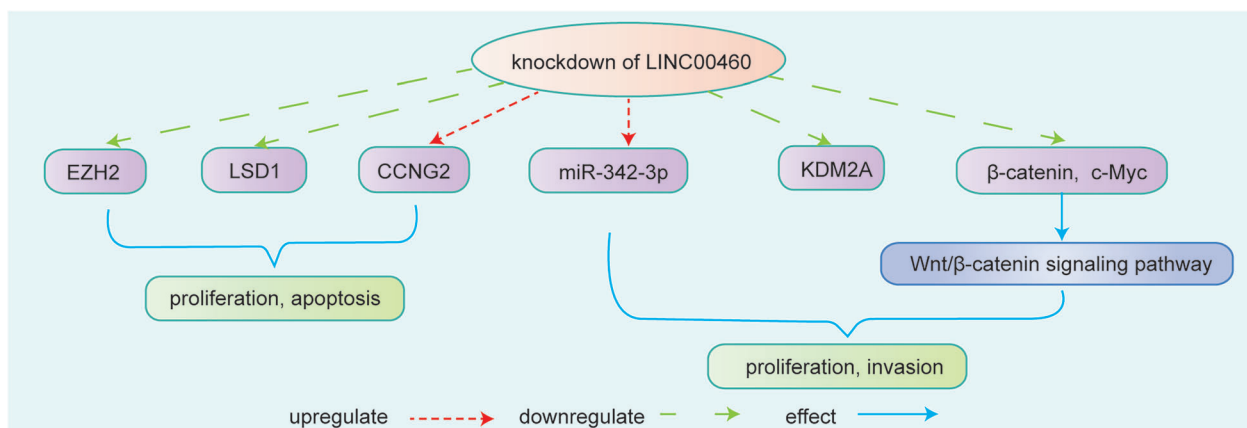 knockdown of LINC00460
EZH2
LSD1
CCNG2
miR-342-3p
KDM2A
β-catenin, c-Myc
Wnt/β-catenin signaling pathway
proliferation, apoptosis
proliferation, invasion
upregulate
downregulate
effect